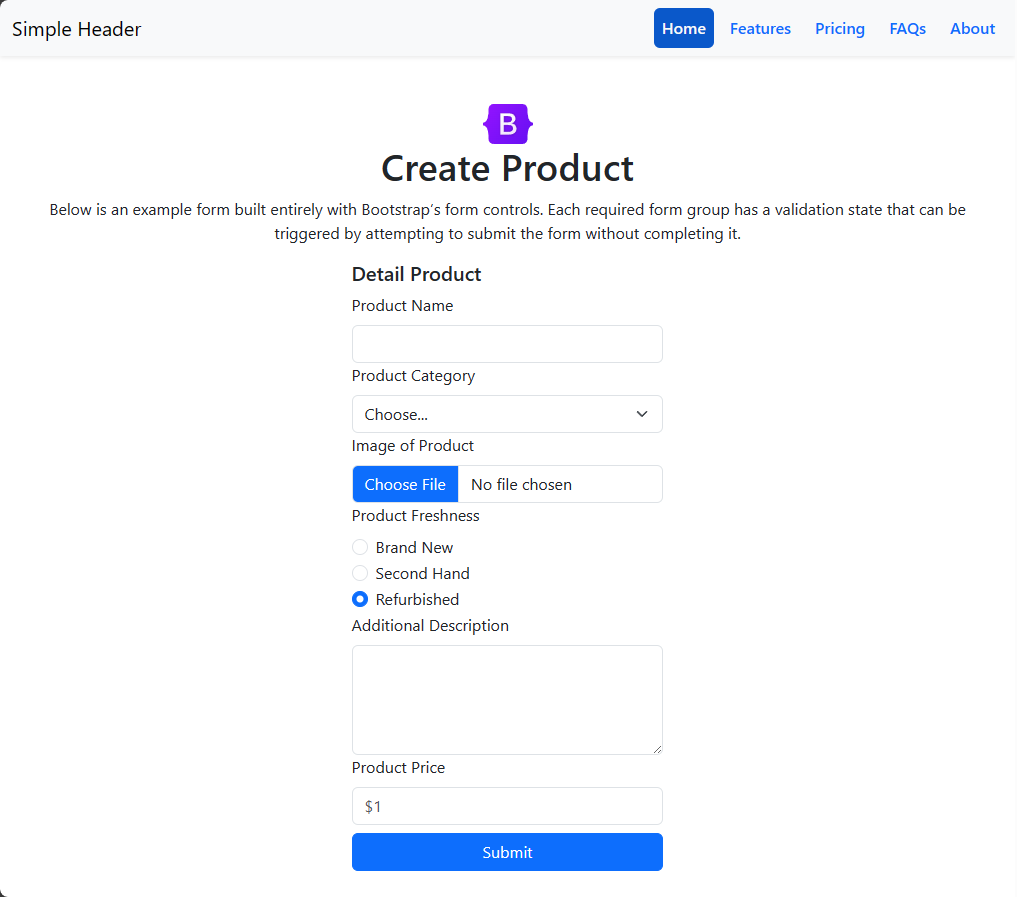 Simple Header
Home
Features
Pricing
FAQs
About
B
Create Product
Below is an example form built entirely with Bootstrap’s form controls. Each required form group has a validation state that can be
triggered by attempting to submit the form without completing it.
Detail Product
Product Name
Product Category
Choose...
Image of Product
Choose File
No file chosen
Product Freshness
Brand New
Second Hand
Refurbished
Additional Description
Product Price
$1
Submit